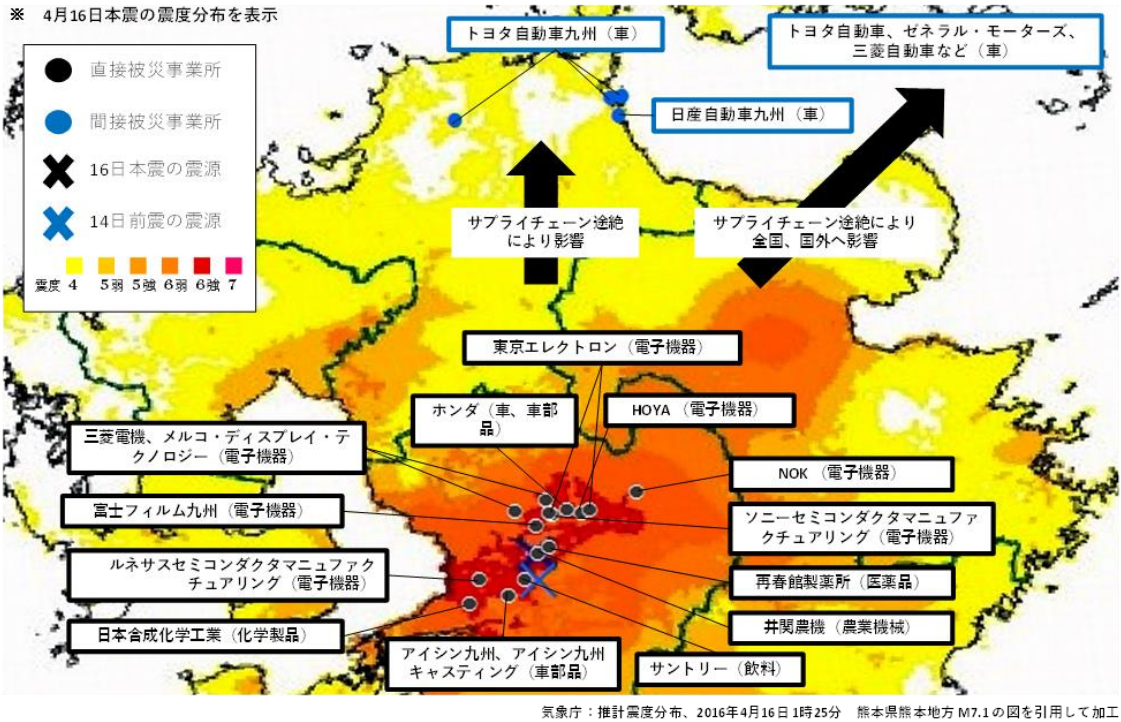 ※ 4月16日本震の震度分布を表示
直接被災事業所
間接被災事業所
16日本震の震源
14日前震の震源
震度 4 5弱 5強 6弱 6強 7
トヨタ自動車九州（車）
トヨタ自動車、ゼネラル・モーターズ、
三菱自動車など（車）
日産自動車九州（車）
サプライチェーン途絶
により影響
サプライチェーン途絶により
全国、国外へ影響
東京エレクトロン（電子機器）
ホンダ（車、車部
品）
HOYA （電子機器）
三菱電機、メルコ・ディスプレイ・テ
クノロジー（電子機器）
NOK （電子機器）
富士フィルム九州（電子機器）
ソニーセミコンダクタマニュファ
クチュアリング（電子機器）
ルネサスセミコンダクタマニュファク
チュアリング（電子機器）
再春館製薬所（医薬品）
日本合成化学工業（化学製品）
井関農機（農業機械）
アイシン九州、アイシン九州
キャスティング（車部品）
サントリー（飲料）
気象庁：推計震度分布、2016年4月16日1時25分 熊本県熊本地方 M7.1の図を引用して加工